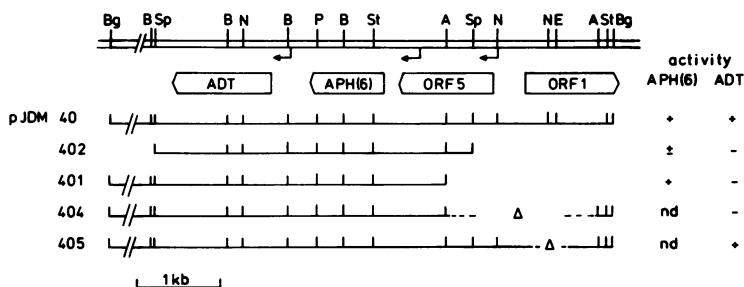 Bg B Sp B N B P B St A Sp N N E A St Bg
activity
ADT APH(6) ORF5 ORF1 APH(6) ADT
pJDM 40 + +
402 ± -
401 + -
404 Δ nd -
405 Δ nd +
1kb